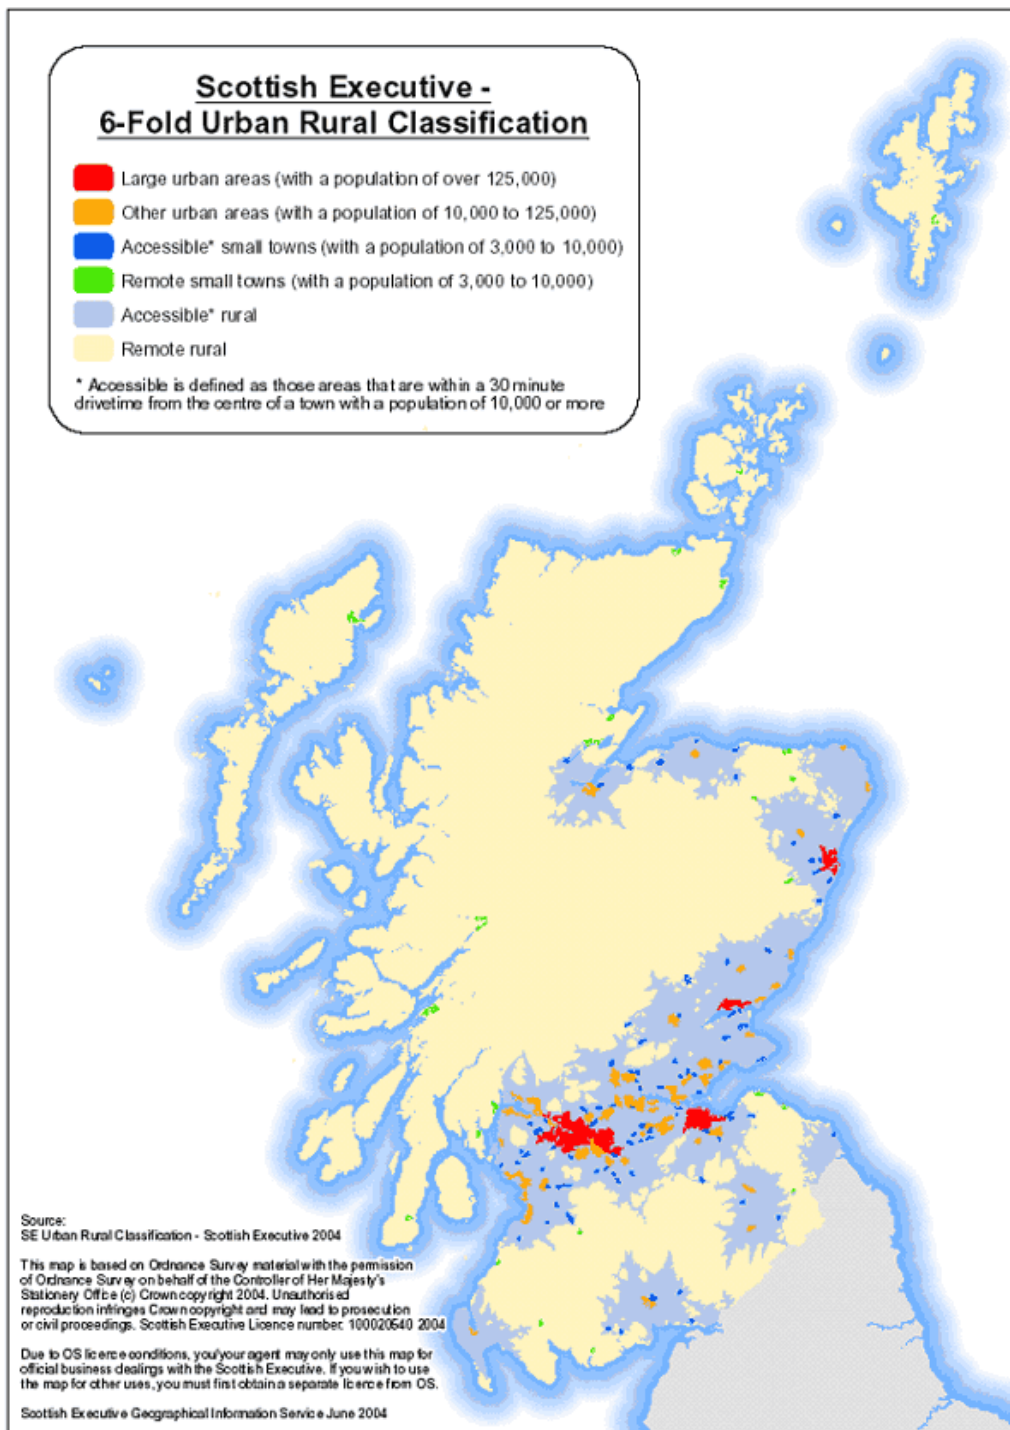 Scottish Executive -
6-Fold Urban Rural Classification
Large urban areas (with a population of over 125,000)
Other urban areas (with a population of 10,000 to 125,000)
Accessible* small towns (with a population of 3,000 to 10,000)
Remote small towns (with a population of 3,000 to 10,000)
Accessible* rural
Remote rural
* Accessible is defined as those areas that are within a 30 minute
drivetime from the centre of a town with a population of 10,000 or more
Source:
SE Urban Rural Classification - Scottish Executive 2004
This map is based on Ordnance Survey material with the permission
of Ordnance Survey on behalf of the Controller of Her Majesty's
Stationery Office (c) Crown copyright 2004. Unauthorised
reproduction infringes Crown copyright and may lead to prosecution
or civil proceedings. Scottish Executive Licence number: 100020540 2004
Due to OS licence conditions, you/your agent may only use this map for
official business dealings with the Scottish Executive. If you wish to use
the map for other uses, you must first obtain a separate licence from OS.
Scottish Executive Geographical Information Service June 2004